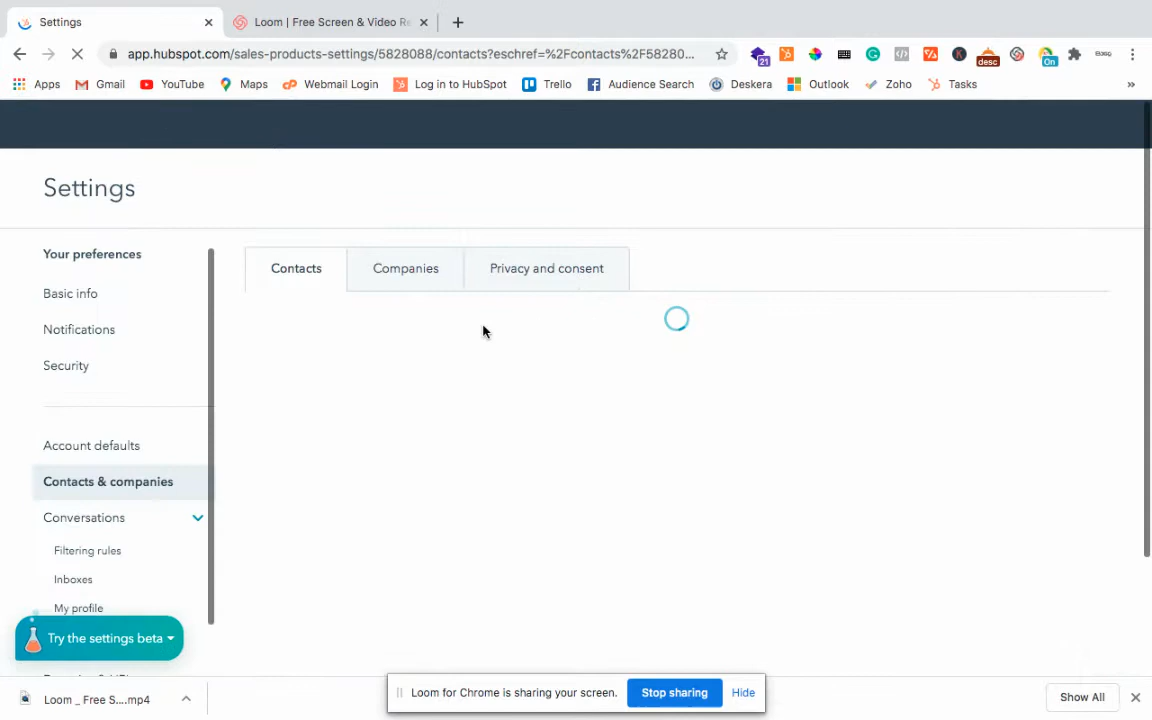 Settings
Loom | Free Screen & Video Re
app.hubspot.com/sales-products-settings/5828088/contacts?eschref=%2Fcontacts%2F58280...
21
desc
On
Apps
Gmail
YouTube
Maps
Webmail Login
Log in to HubSpot
Trello
Audience Search
Deskera
Outlook
Zoho
Tasks
»
Settings
Your preferences
Basic info
Notifications
Security
Account defaults
Contacts & companies
Conversations
Filtering rules
Inboxes
My profile
Contacts
Companies
Privacy and consent
Try the settings beta
Loom _ Free S....mp4
Loom for Chrome is sharing your screen.
Stop sharing
Hide
Show All